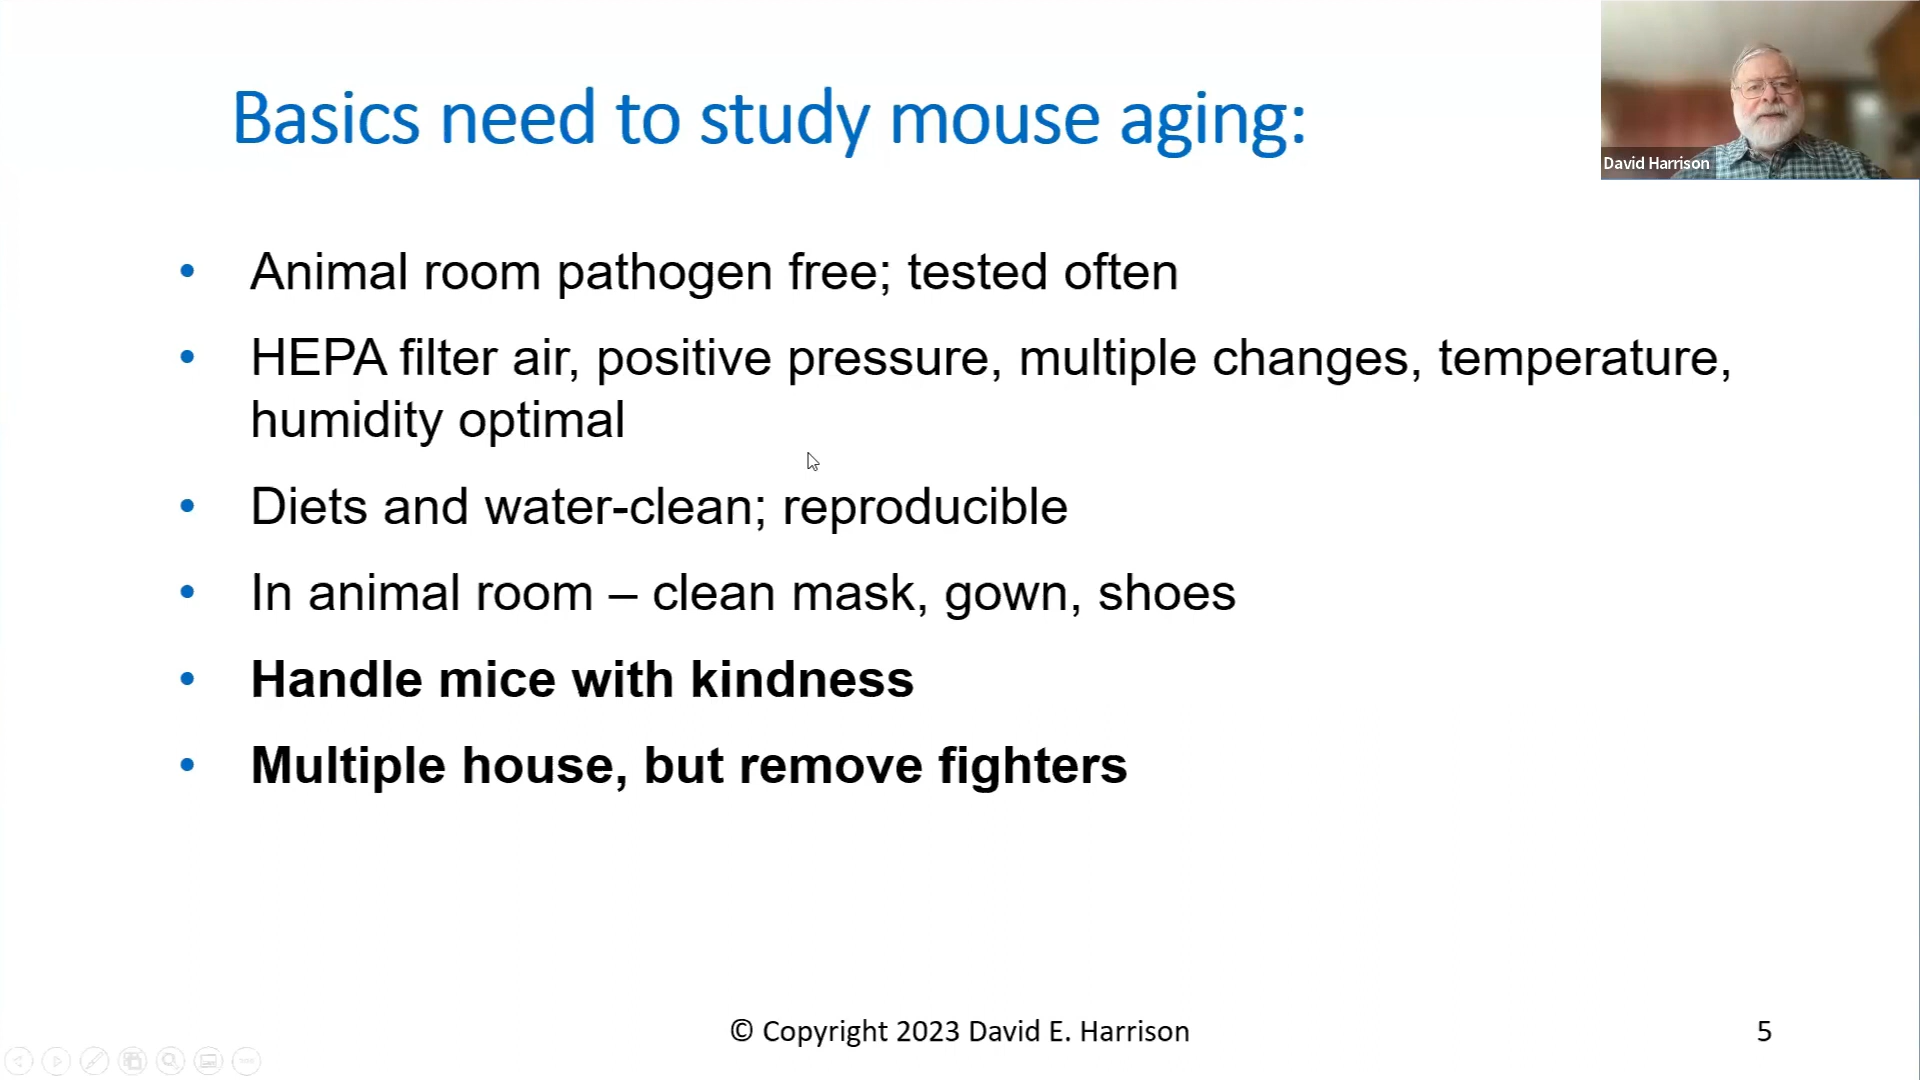 Basics need to study mouse aging:
David Harrison
• Animal room pathogen free; tested often
• HEPA filter air, positive pressure, multiple changes, temperature,
humidity optimal
• Diets and water-clean; reproducible
• In animal room – clean mask, gown, shoes
• Handle mice with kindness
• Multiple house, but remove fighters
© Copyright 2023 David E. Harrison
5